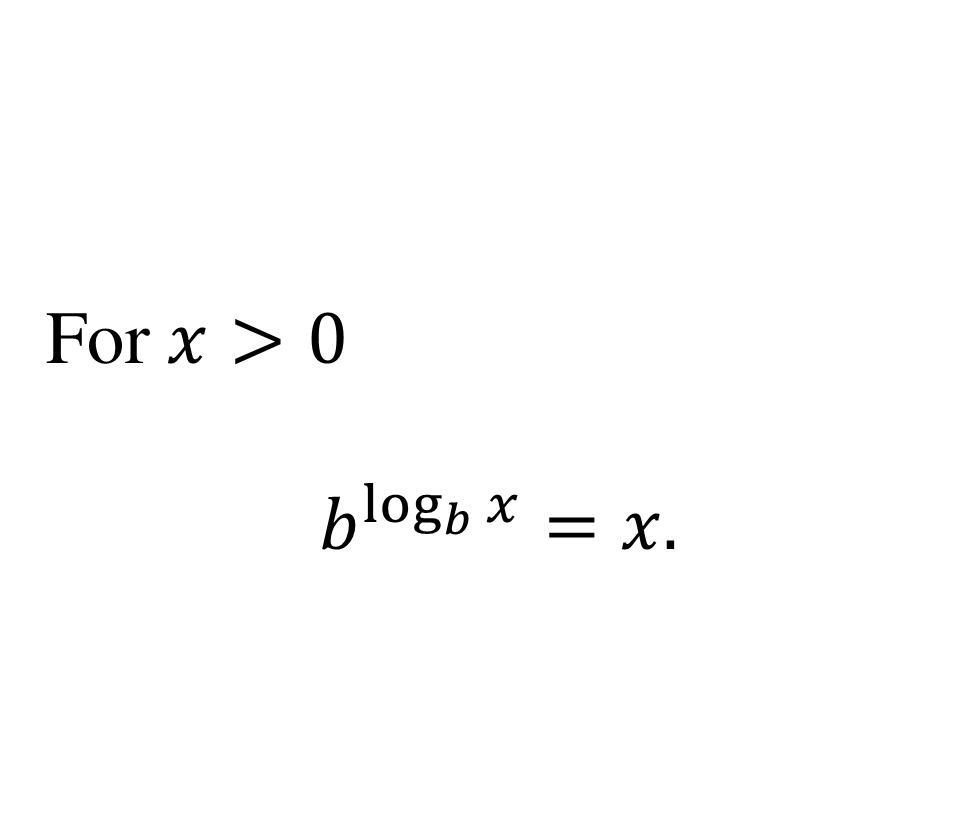 For x > 0
b^{log_b x} = x.